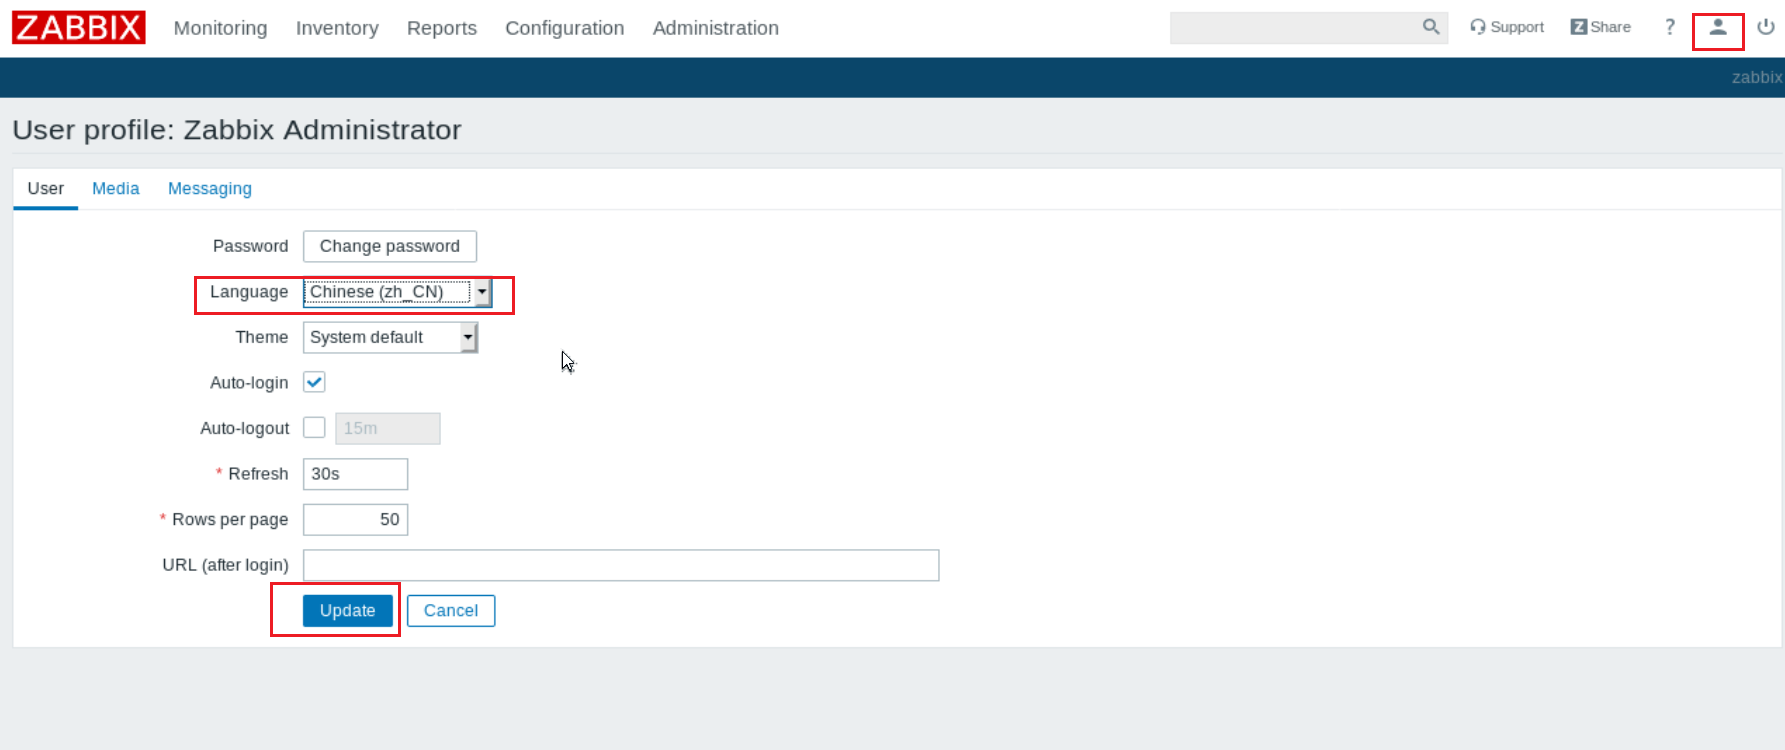 ZABBIX Monitoring Inventory Reports Configuration Administration Support Z Share ?
zabbix
User profile: Zabbix Administrator
User Media Messaging
Password Change password
Language Chinese (zh_CN)
Theme System default
Auto-login
Auto-logout 15m
* Refresh 30s
* Rows per page 50
URL (after login)
Update Cancel